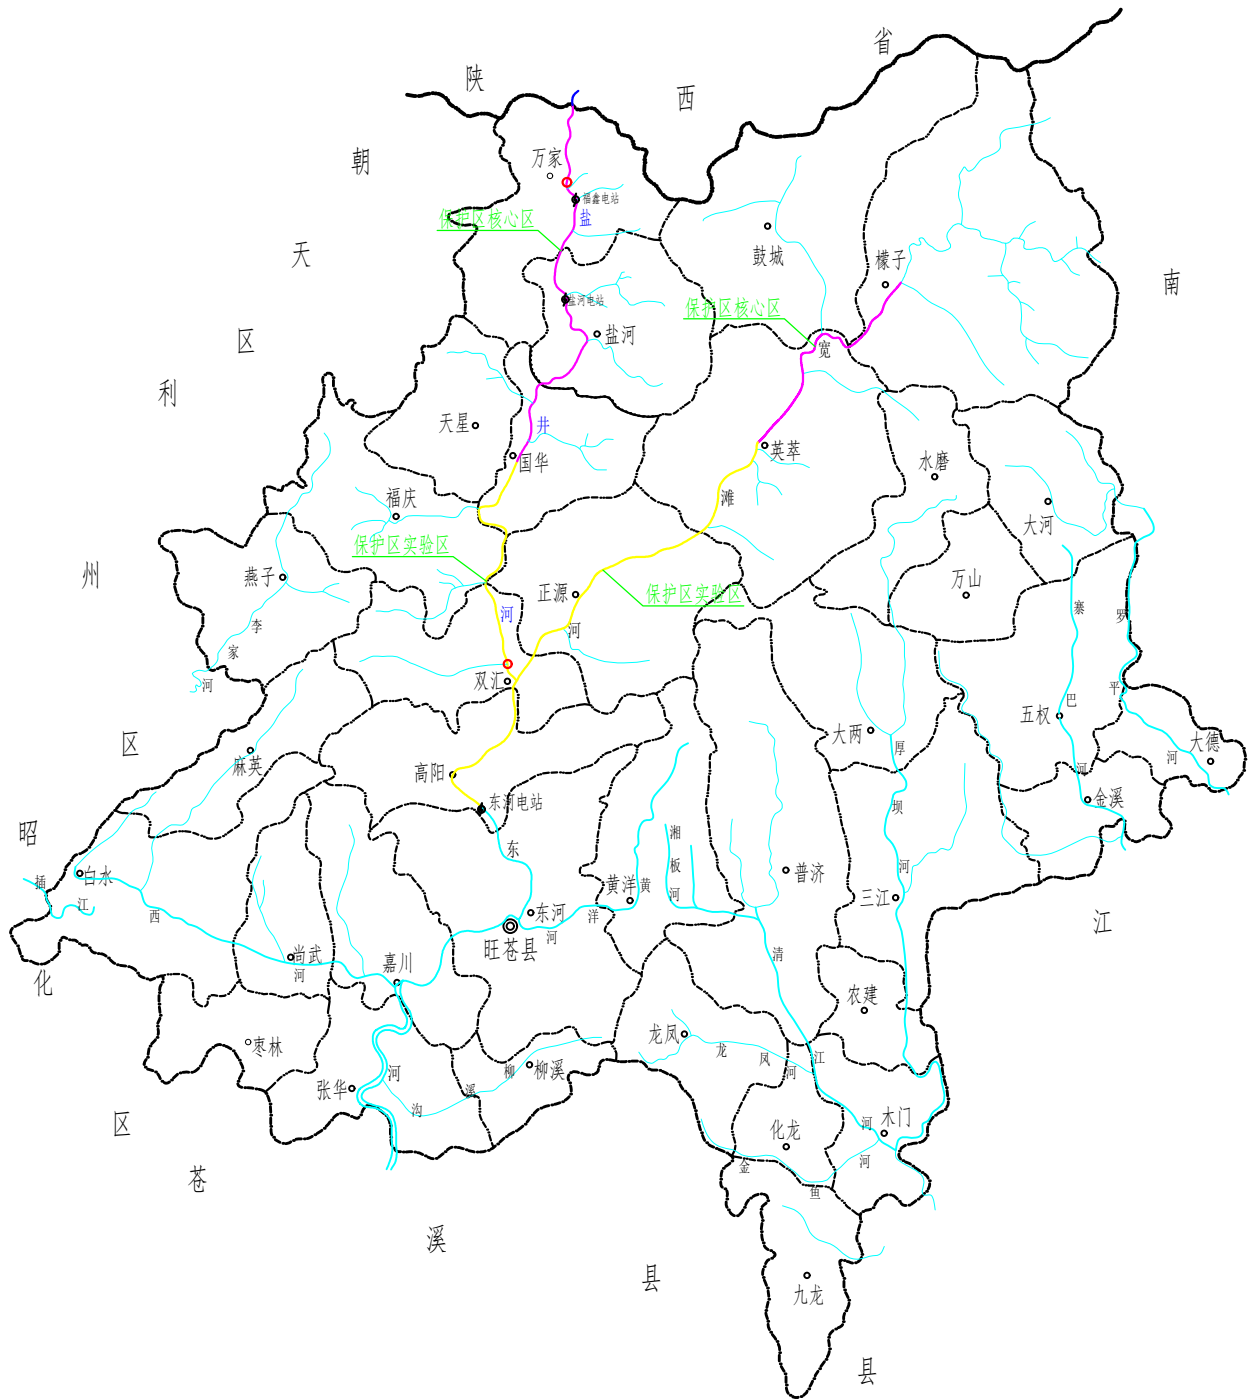 陕西省
朝天区
利州区
昭化区
苍溪县
南江县
万家
福鑫电站
保护区核心区
盐
鼓城
檬子
盐河电站
保护区核心区
盐河
宽
天星
井
国华
英萃
水磨
滩
福庆
大河
保护区实验区
燕子
正源
保护区实验区
万山
寨
罗
李
家
河
河
河
双汇
平
巴
五权
大两
厚
麻英
高阳
大德
河
河
金溪
东河电站
坝
湘
板
河
东
白水
插
江
黄洋
黄
普济
河
三江
西
东河
洋
旺苍县
河
尚武
河
嘉川
清
农建
枣林
龙凤
龙
凤
河
江
张华
河
沟
溪
柳
柳溪
化龙
河
木门
金
鱼
河
九龙